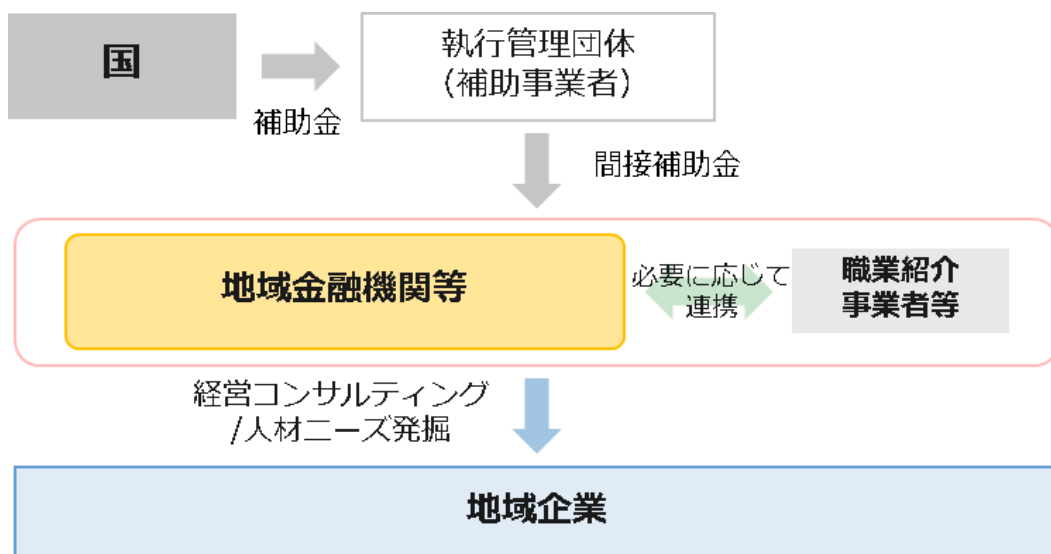 国
補助金
執行管理団体
(補助事業者)
間接補助金
地域金融機関等
必要に応じて
連携
職業紹介
事業者等
経営コンサルティング
/人材ニーズ発掘
地域企業